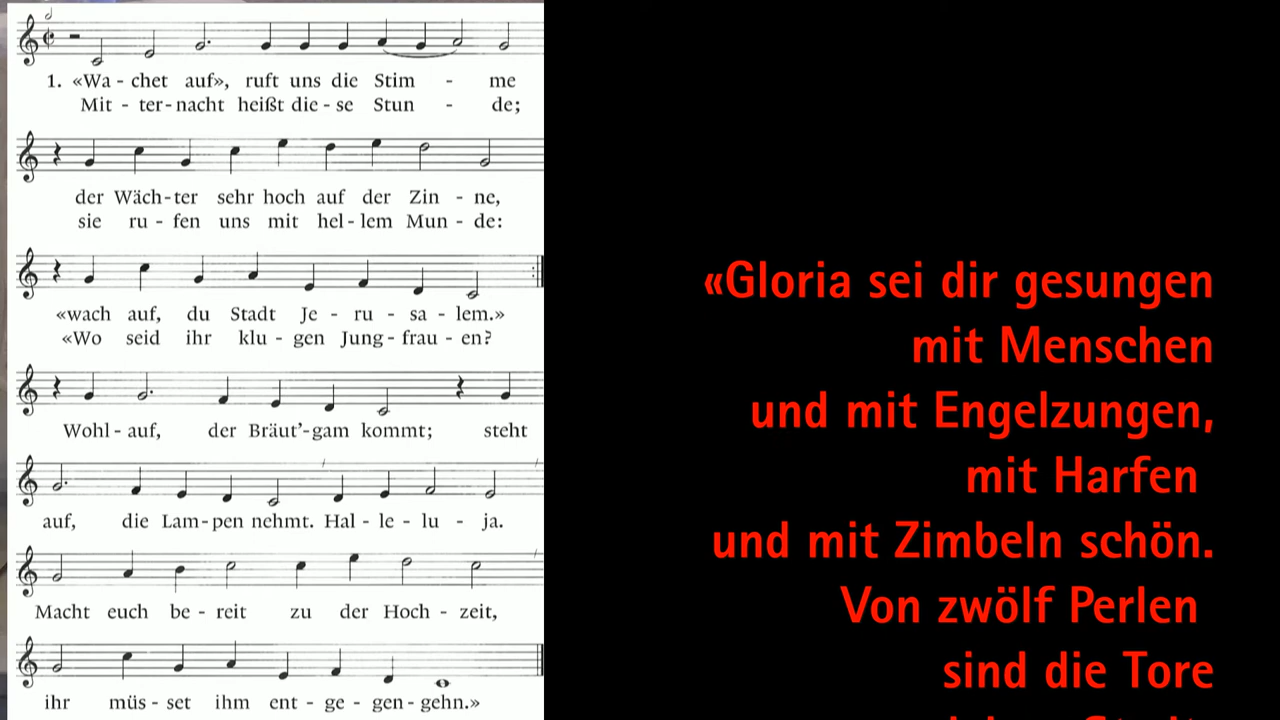 1. «Wa - chet auf», ruft uns die Stim - me
Mit - ter - nacht heißt die - se Stun - de;
der Wäch - ter sehr hoch auf der Zin - ne,
sie ru - fen uns mit hel - lem Mun - de:
«wach auf, du Stadt Je - ru - sa - lem.»
«Wo seid ihr klu - gen Jung - frau - en?
Wohl - auf, der Bräut’- gam kommt; steht
auf, die Lam - pen nehmt. Hal - le - lu - ja.
Macht euch be - reit zu der Hoch - zeit,
ihr müs - set ihm ent - ge - gen - gehn.»
«Gloria sei dir gesungen
mit Menschen
und mit Engelzungen,
mit Harfen
und mit Zimbeln schön.
Von zwölf Perlen
sind die Tore